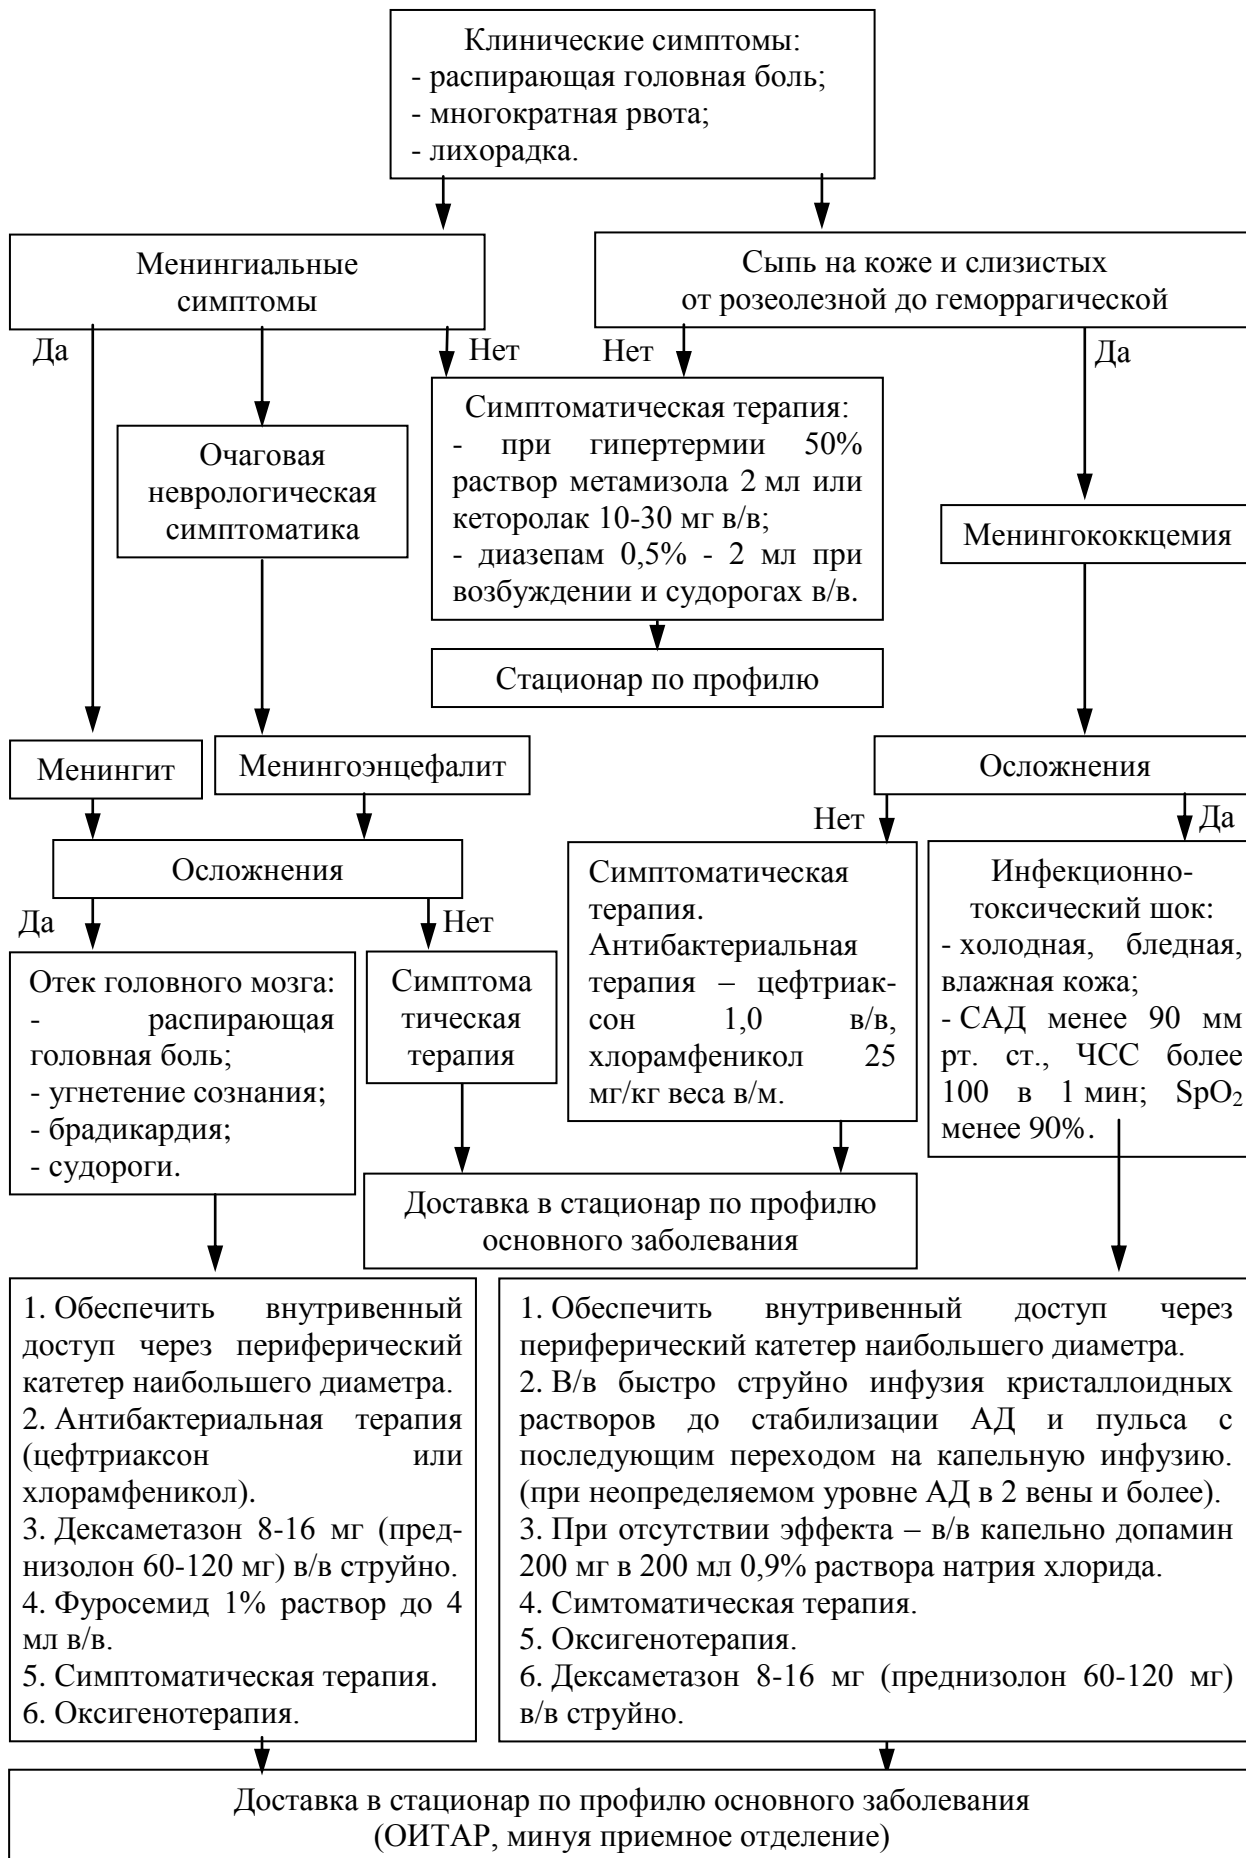 Клинические симптомы:
- распирающая головная боль;
- многократная рвота;
- лихорадка.
Менингиальные
симптомы
Сыпь на коже и слизистых
от розеолезной до геморрагической
Да
Нет
Нет
Да
Очаговая
неврологическая
симптоматика
Симптоматическая терапия:
- при гипертермии 50%
раствор метамизола 2 мл или
кеторолак 10-30 мг в/в;
- диазепам 0,5% - 2 мл при
возбуждении и судорогах в/в.
Менингококкцемия
Стационар по профилю
Менингит
Менингоэнцефалит
Осложнения
Нет
Да
Осложнения
Да
Нет
Симптоматическая
терапия.
Антибактериальная
терапия – цефтриак-
сон 1,0 в/в,
хлорамфеникол 25
мг/кг веса в/м.
Инфекционно-
токсический шок:
- холодная, бледная,
влажная кожа;
- САД менее 90 мм
рт. ст., ЧСС более
100 в 1 мин; SpO2
менее 90%.
Отек головного мозга:
- распирающая
головная боль;
- угнетение сознания;
- брадикардия;
- судороги.
Симптома
тическая
терапия
Доставка в стационар по профилю
основного заболевания
1. Обеспечить внутривенный
доступ через периферический
катетер наибольшего диаметра.
2. Антибактериальная терапия
(цефтриаксон или
хлорамфеникол).
3. Дексаметазон 8-16 мг (пред-
низолон 60-120 мг) в/в струйно.
4. Фуросемид 1% раствор до 4
мл в/в.
5. Симптоматическая терапия.
6. Оксигенотерапия.
1. Обеспечить внутривенный доступ через
периферический катетер наибольшего диаметра.
2. В/в быстро струйно инфузия кристаллоидных
растворов до стабилизации АД и пульса с
последующим переходом на капельную инфузию.
(при неопределяемом уровне АД в 2 вены и более).
3. При отсутствии эффекта – в/в капельно допамин
200 мг в 200 мл 0,9% раствора натрия хлорида.
4. Симтоматическая терапия.
5. Оксигенотерапия.
6. Дексаметазон 8-16 мг (преднизолон 60-120 мг)
в/в струйно.
Доставка в стационар по профилю основного заболевания
(ОИТАР, минуя приемное отделение)